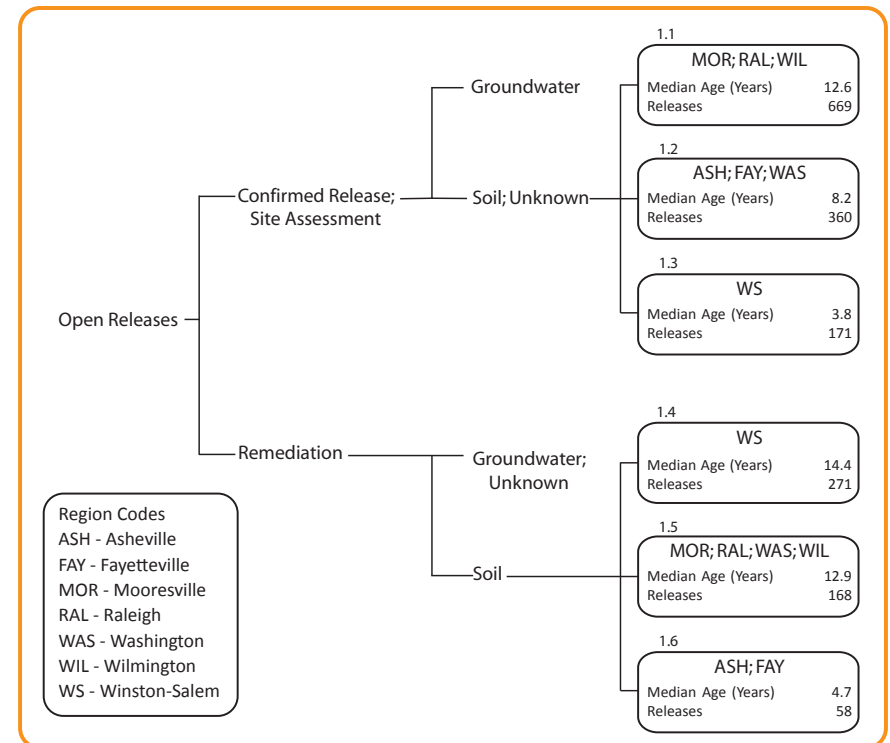 Open Releases
Confirmed Release;
Site Assessment
Groundwater
Soil; Unknown
1.1
MOR; RAL; WIL
Median Age (Years) 12.6
Releases 669
1.2
ASH; FAY; WAS
Median Age (Years) 8.2
Releases 360
1.3
WS
Median Age (Years) 3.8
Releases 171
Remediation
Groundwater;
Unknown
Soil
1.4
WS
Median Age (Years) 14.4
Releases 271
1.5
MOR; RAL; WAS; WIL
Median Age (Years) 12.9
Releases 168
1.6
ASH; FAY
Median Age (Years) 4.7
Releases 58
Region Codes
ASH - Asheville
FAY - Fayetteville
MOR - Mooresville
RAL - Raleigh
WAS - Washington
WIL - Wilmington
WS - Winston-Salem